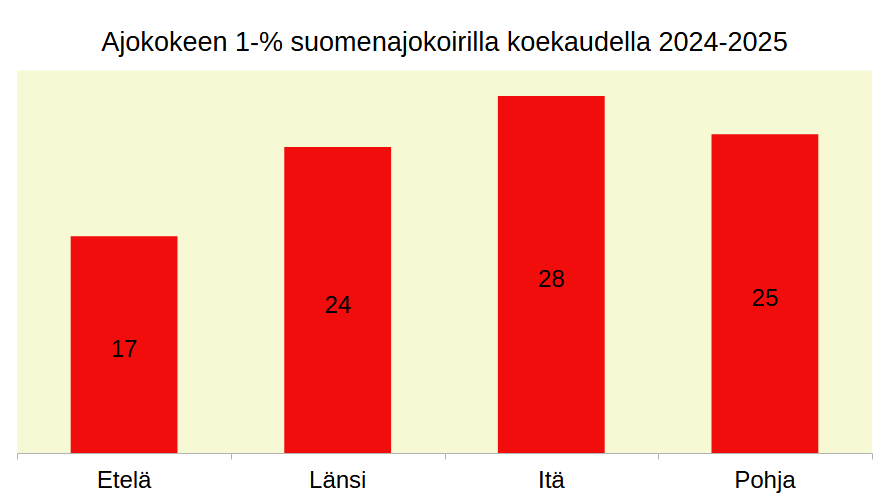 Ajokokeen 1-% suomenajokoirilla koekaudella 2024-2025
17
24
28
25
Etelä Länsi Itä Pohja